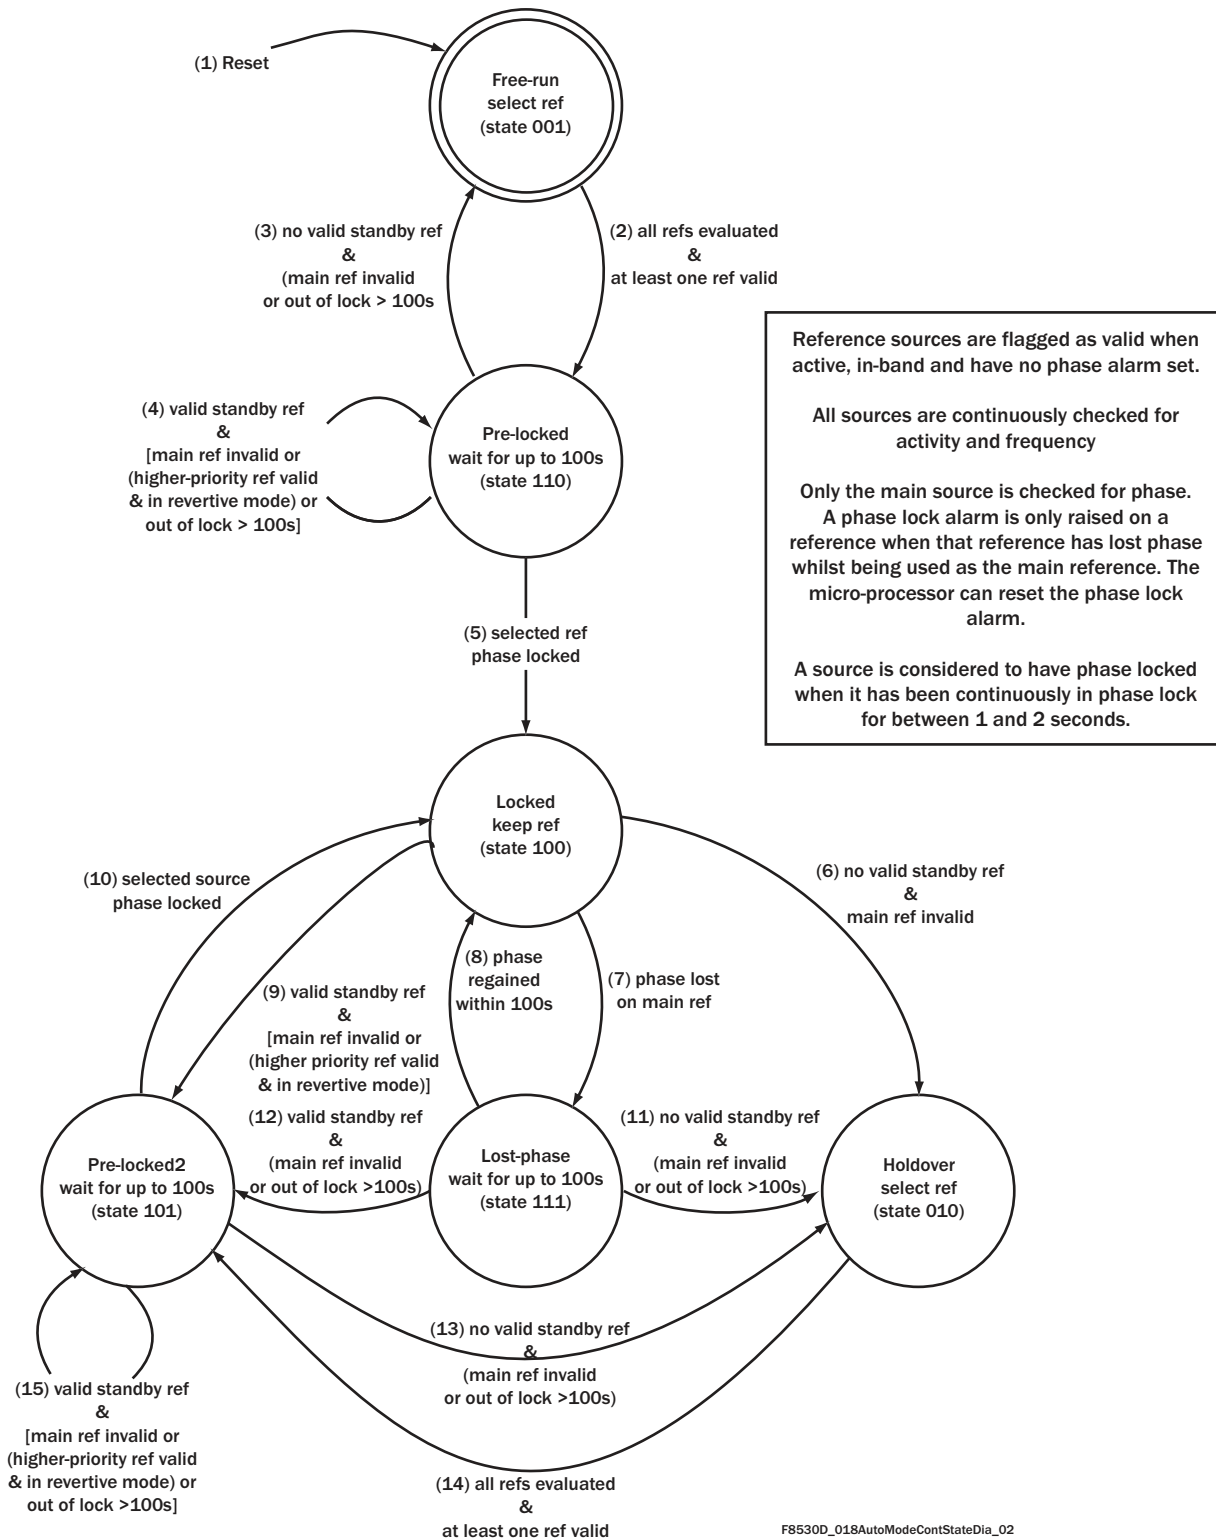 (1) Reset
Free-run
select ref
(state 001)
(3) no valid standby ref
&
(main ref invalid
or out of lock > 100s
(2) all refs evaluated
&
at least one ref valid
Reference sources are flagged as valid when
active, in-band and have no phase alarm set.
All sources are continuously checked for
activity and frequency
Only the main source is checked for phase.
A phase lock alarm is only raised on a
reference when that reference has lost phase
whilst being used as the main reference. The
micro-processor can reset the phase lock
alarm.
A source is considered to have phase locked
when it has been continuously in phase lock
for between 1 and 2 seconds.
(4) valid standby ref
&
[main ref invalid or
(higher-priority ref valid
& in revertive mode) or
out of lock > 100s]
Pre-locked
wait for up to 100s
(state 110)
(5) selected ref
phase locked
Locked
keep ref
(state 100)
(10) selected source
phase locked
(6) no valid standby ref
&
main ref invalid
(8) phase
regained
within 100s
(7) phase lost
on main ref
(9) valid standby ref
&
[main ref invalid or
(higher priority ref valid
& in revertive mode)]
(12) valid standby ref
&
(main ref invalid
or out of lock >100s)
(11) no valid standby ref
&
(main ref invalid
or out of lock >100s)
Pre-locked2
wait for up to 100s
(state 101)
Lost-phase
wait for up to 100s
(state 111)
Holdover
select ref
(state 010)
(13) no valid standby ref
&
(main ref invalid
or out of lock >100s)
(15) valid standby ref
&
[main ref invalid or
(higher-priority ref valid
& in revertive mode) or
out of lock >100s]
(14) all refs evaluated
&
at least one ref valid
F8530D_018AutoModeContStateDia_02